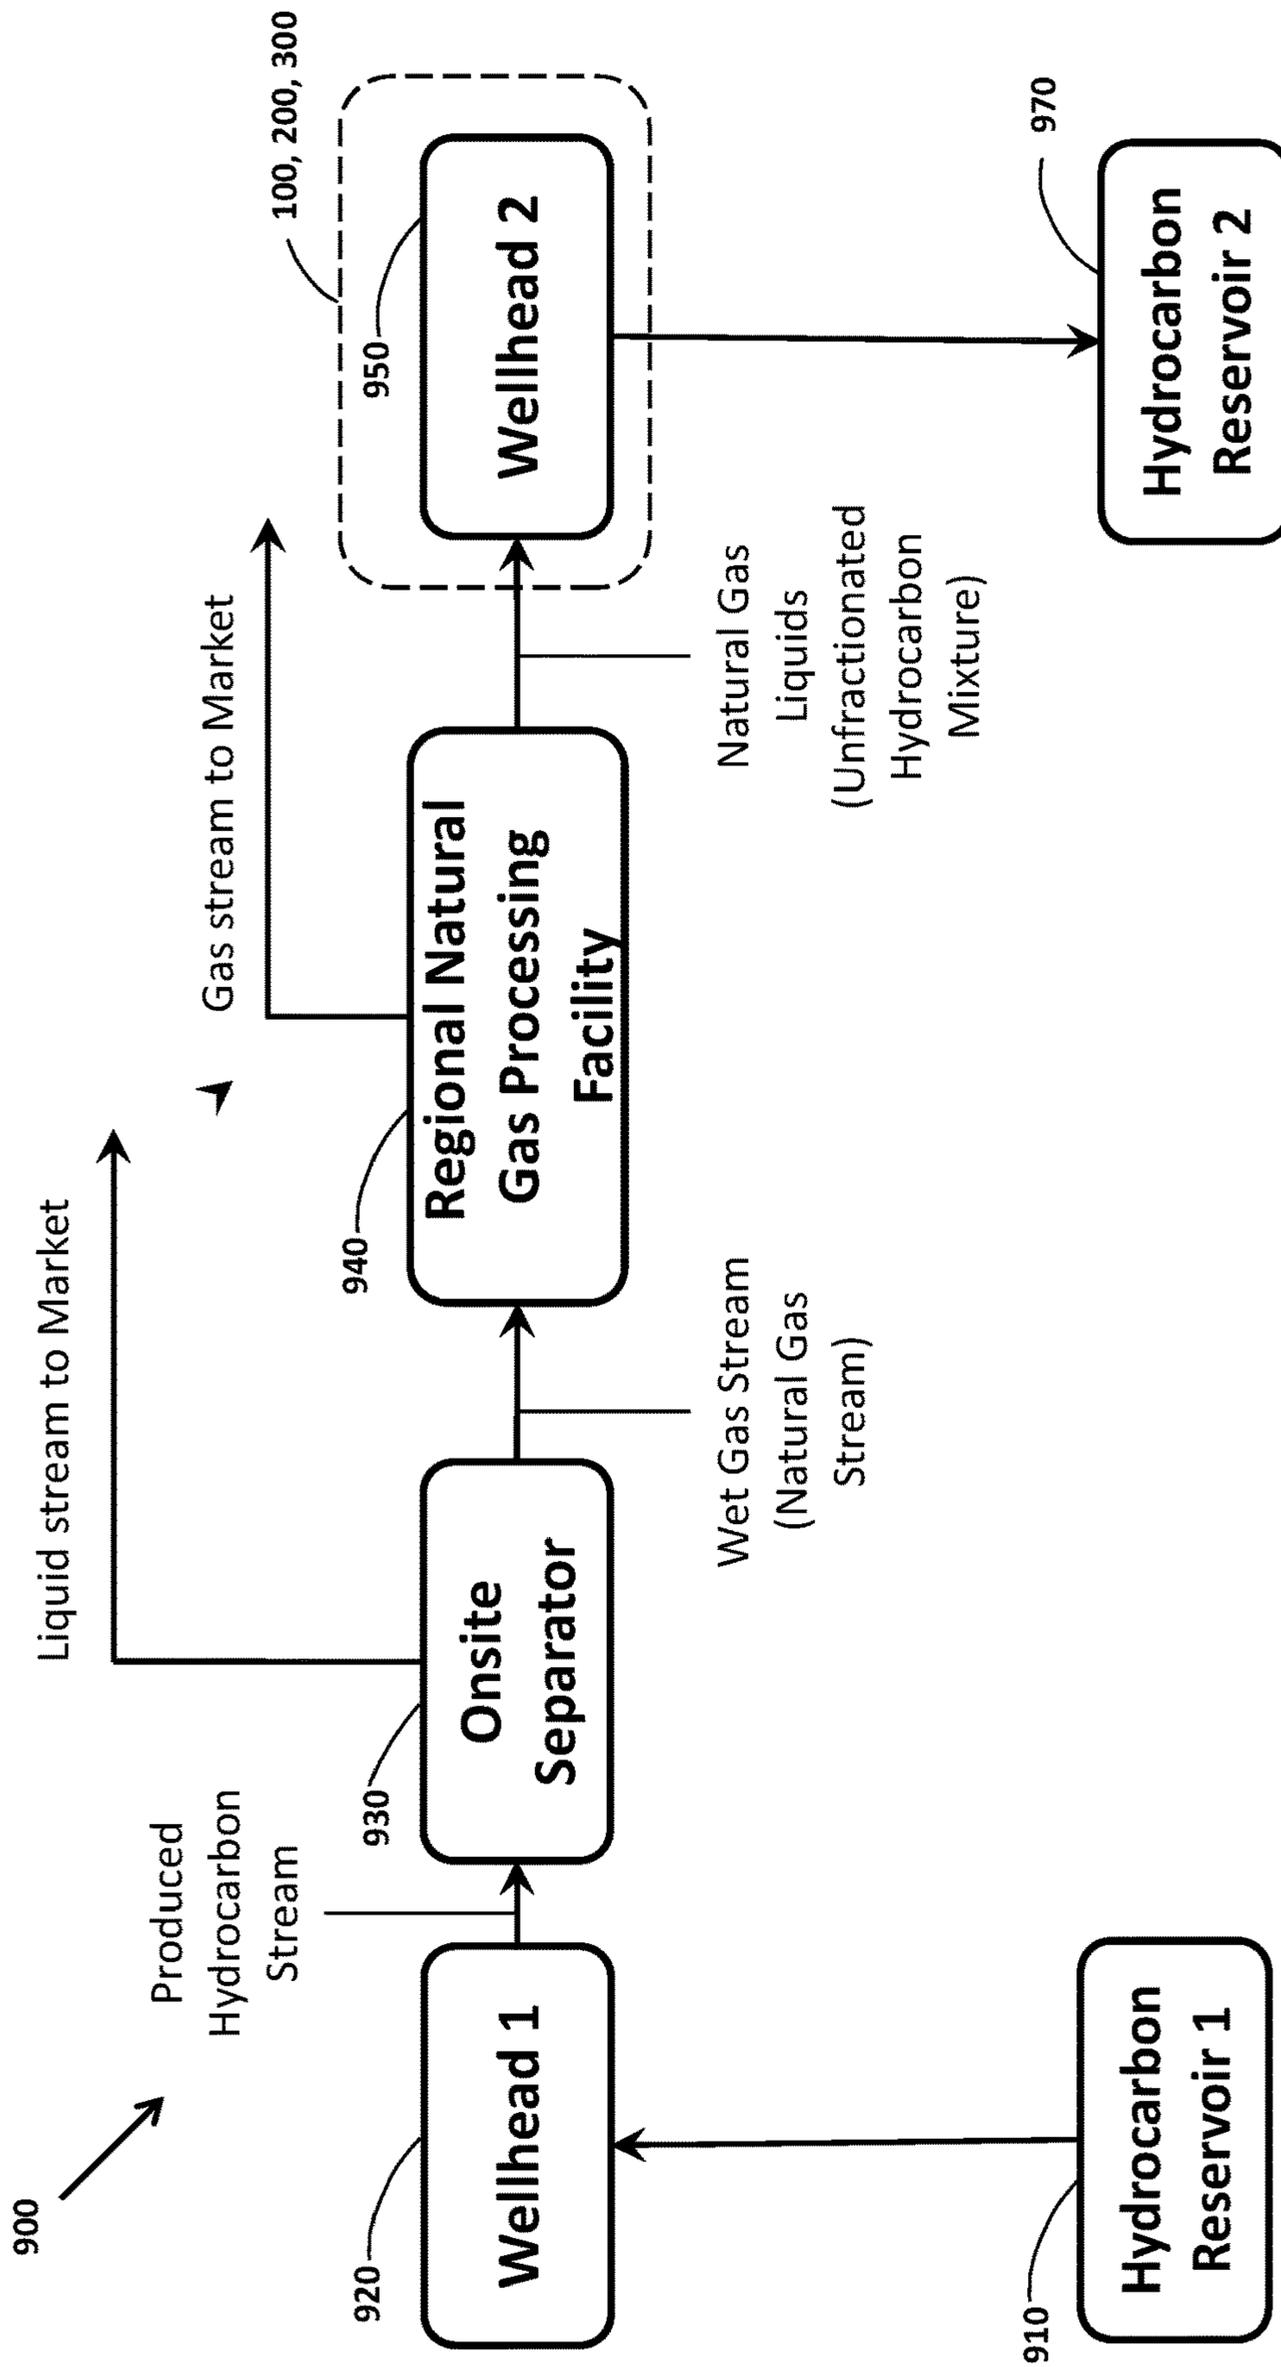 900
Liquid stream to Market
Gas stream to Market
100, 200, 300
Produced
Hydrocarbon
Stream
920
930
940
950
Wellhead 1
Onsite
Separator
Regional Natural
Gas Processing
Facility
Wellhead 2
Wet Gas Stream
(Natural Gas
Stream)
Natural Gas
Liquids
(Unfractionated
Hydrocarbon
Mixture)
910
970
Hydrocarbon
Reservoir 1
Hydrocarbon
Reservoir 2